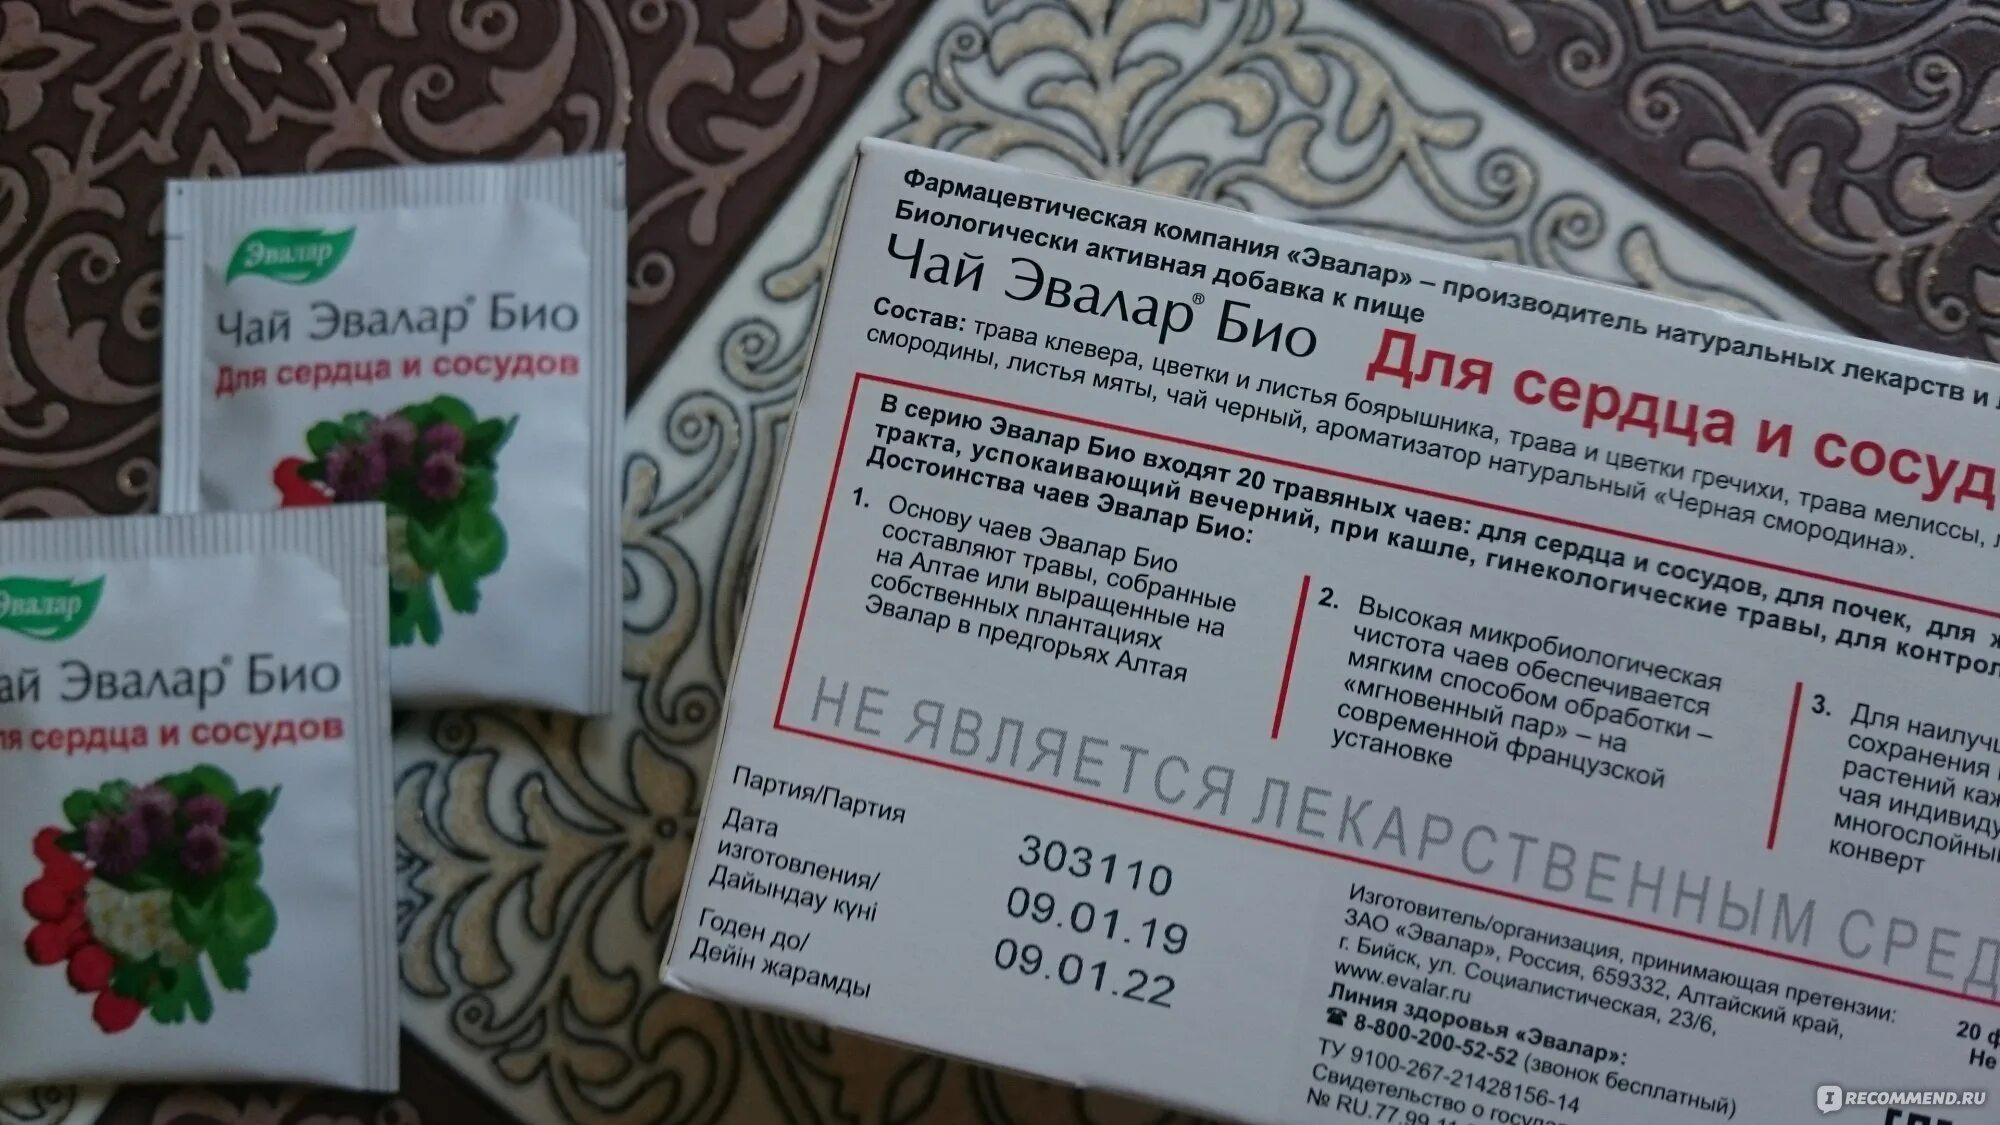 Эвалар
Чай Эвалар® Био
Для сердца и сосудов
Эвалар
ай Эвалар® Био
ля сердца и сосудов
Фармацевтическая компания «Эвалар» – производитель натуральных лекарств и
Биологически активная добавка к пище
Чай Эвалар® Био Для сердца и сосуд
Состав: трава клевера, цветки и листья боярышника, трава и цветки гречихи, трава мелиссы,
смородины, листья мяты, чай черный, ароматизатор натуральный «Черная смородина».
В серию Эвалар Био входят 20 травяных чаев: для сердца и сосудов, для почек, для
тракта, успокаивающий вечерний, при кашле, гинекологические травы, для контрол
Достоинства чаев Эвалар Био:
1. Основу чаев Эвалар Био
составляют травы, собранные
на Алтае или выращенные на
собственных плантациях
Эвалар в предгорьях Алтая
2. Высокая микробиологическая
чистота чаев обеспечивается
мягким способом обработки –
«мгновенный пар» – на
современной французской
установке
3. Для наилучш
сохранения
растений каж
чая индивиду
многослойны
конверт
НЕ ЯВЛЯЕТСЯ ЛЕКАРСТВЕННЫМ СРЕД
Партия/Партия 303110
Дата
изготовления/ 09.01.19
Дайындау күні
Годен до/ 09.01.22
Дейін жарамды
Изготовитель/организация, принимающая претензии:
ЗАО «Эвалар», Россия, 659332, Алтайский край,
г. Бийск, ул. Социалистическая, 23/6,
www.evalar.ru
Линия здоровья «Эвалар»:
☎ 8-800-200-52-52 (звонок бесплатный)
ТУ 9100-267-21428156-14
Свидетельство о госуда
№ RU.77.99.11
20 ф
Не
IRECOMMEND.RU